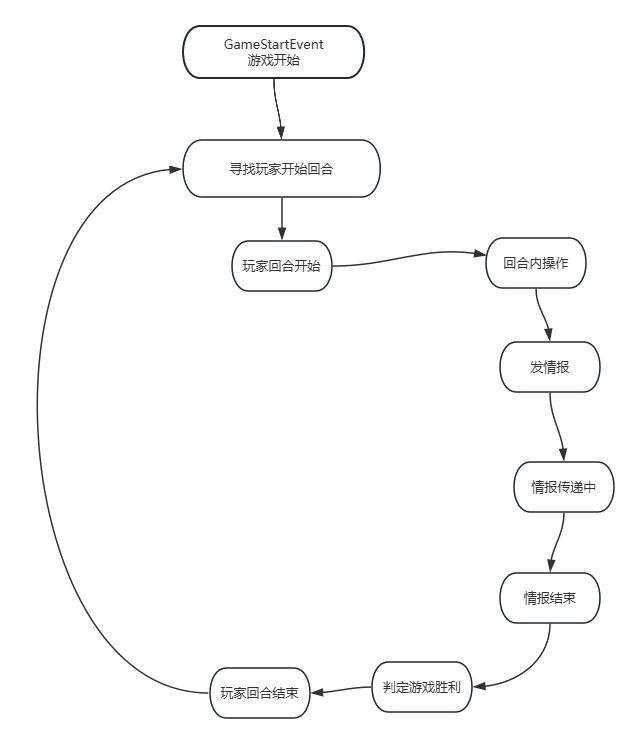 GameStartEvent
游戏开始
寻找玩家开始回合
玩家回合开始
回合内操作
发情报
情报传递中
情报结束
判定游戏胜利
玩家回合结束